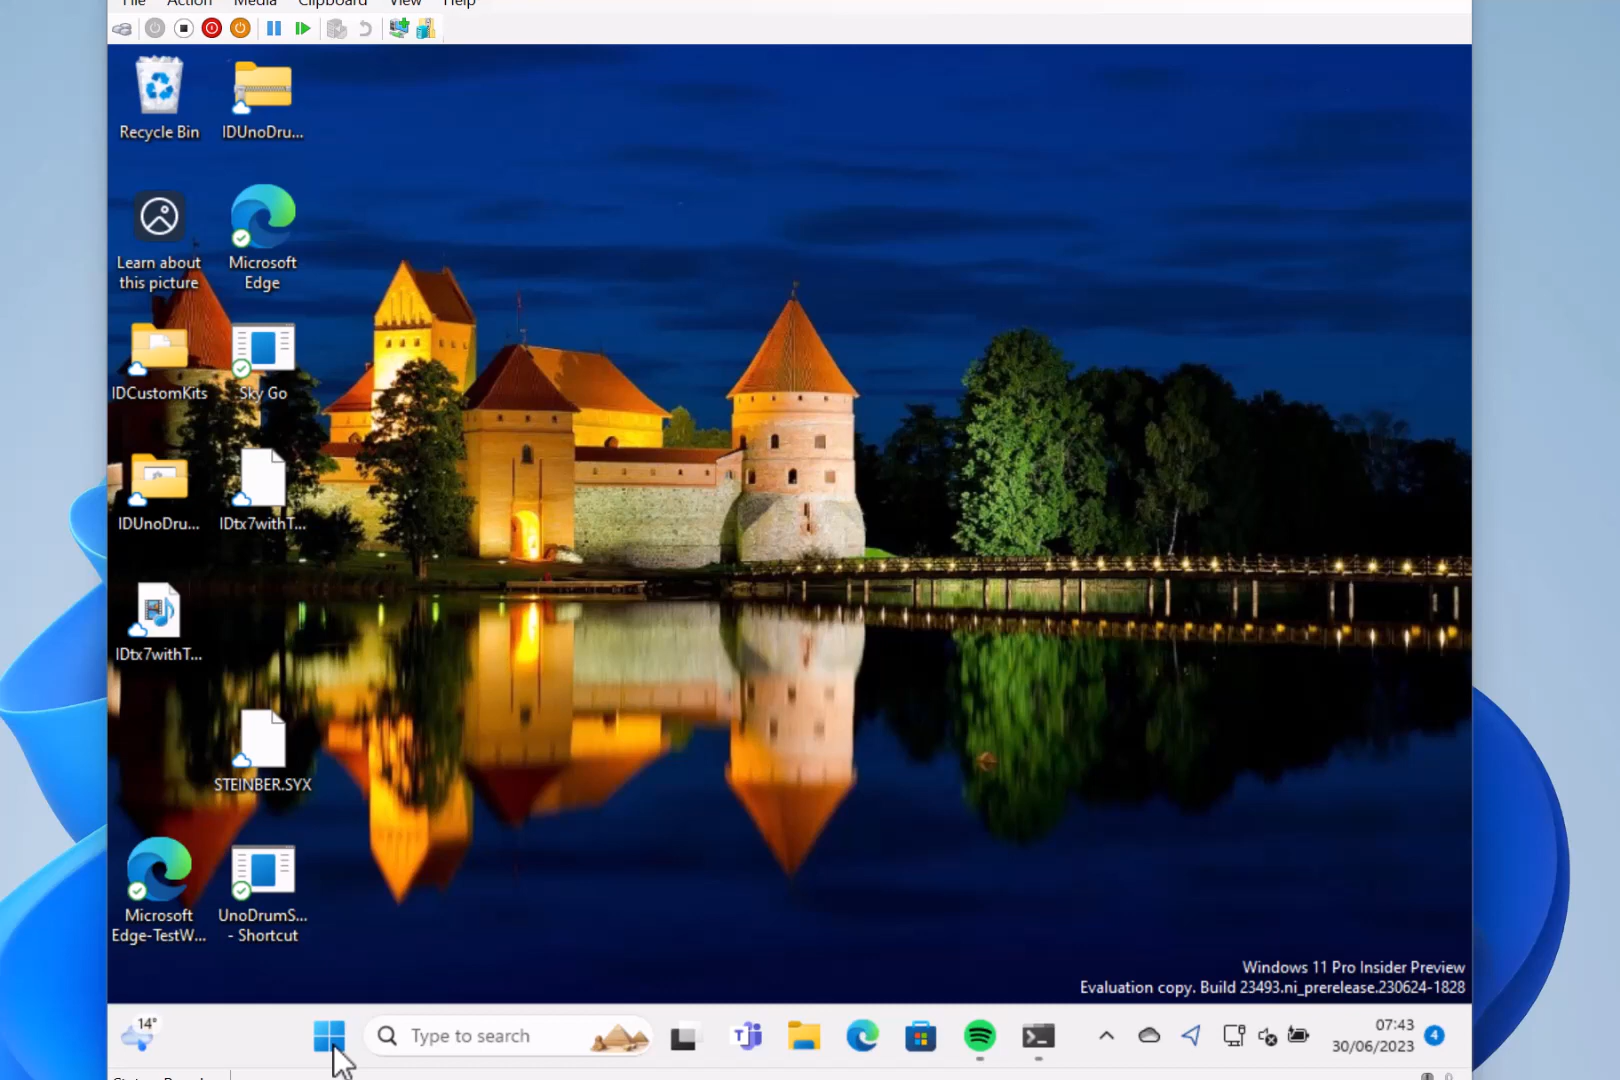 File Action Media Clipboard View Help
Recycle Bin
IDUnoDru...
Learn about
this picture
Microsoft
Edge
IDCustomKits
Sky Go
IDUnoDru...
IDtx7withT...
IDtx7withT...
STEINBER.SYX
Microsoft
Edge-TestW...
UnoDrumS...
- Shortcut
Windows 11 Pro Insider Preview
Evaluation copy. Build 23493.ni_prerelease.230624-1828
14°
Type to search
07:43
30/06/2023
4